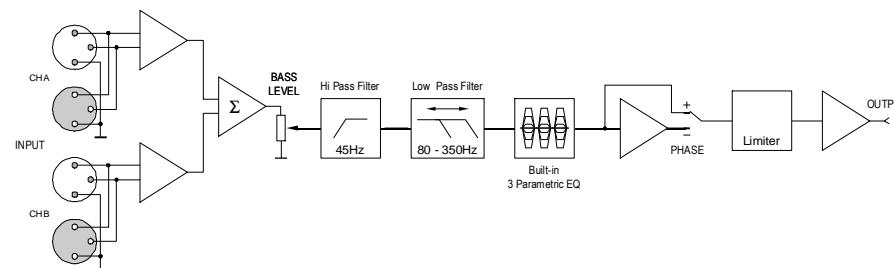 CHA
INPUT
CHB
Σ
BASS
LEVEL
Hi Pass Filter
45Hz
Low Pass Filter
80 - 350Hz
Built-in
3 Parametric EQ
+
−
PHASE
Limiter
OUTP